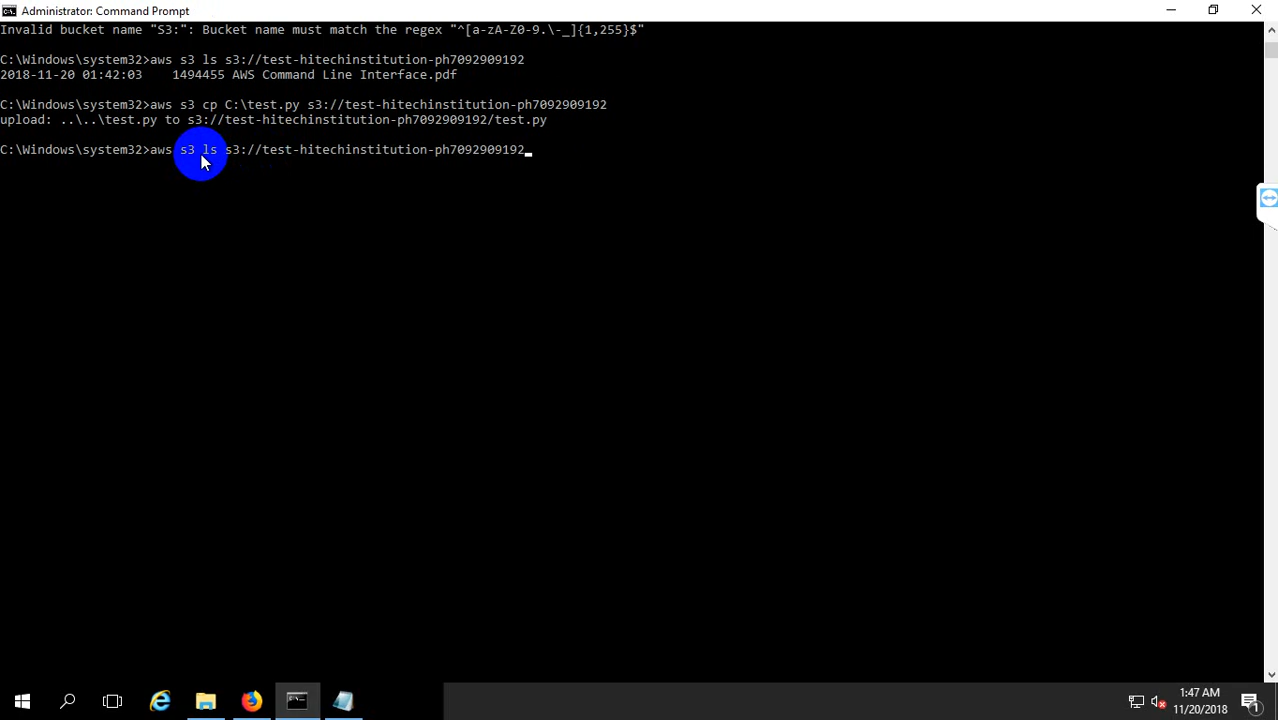 Administrator: Command Prompt
Invalid bucket name "S3:": Bucket name must match the regex "^[a-zA-Z0-9.\-_]{1,255}$"
C:\Windows\system32>aws s3 ls s3://test-hitechinstitution-ph7092909192
2018-11-20 01:42:03    1494455 AWS Command Line Interface.pdf
C:\Windows\system32>aws s3 cp C:\test.py s3://test-hitechinstitution-ph7092909192
upload: ..\..\test.py to s3://test-hitechinstitution-ph7092909192/test.py
C:\Windows\system32>aws s3 ls s3://test-hitechinstitution-ph7092909192_
1:47 AM
11/20/2018
1